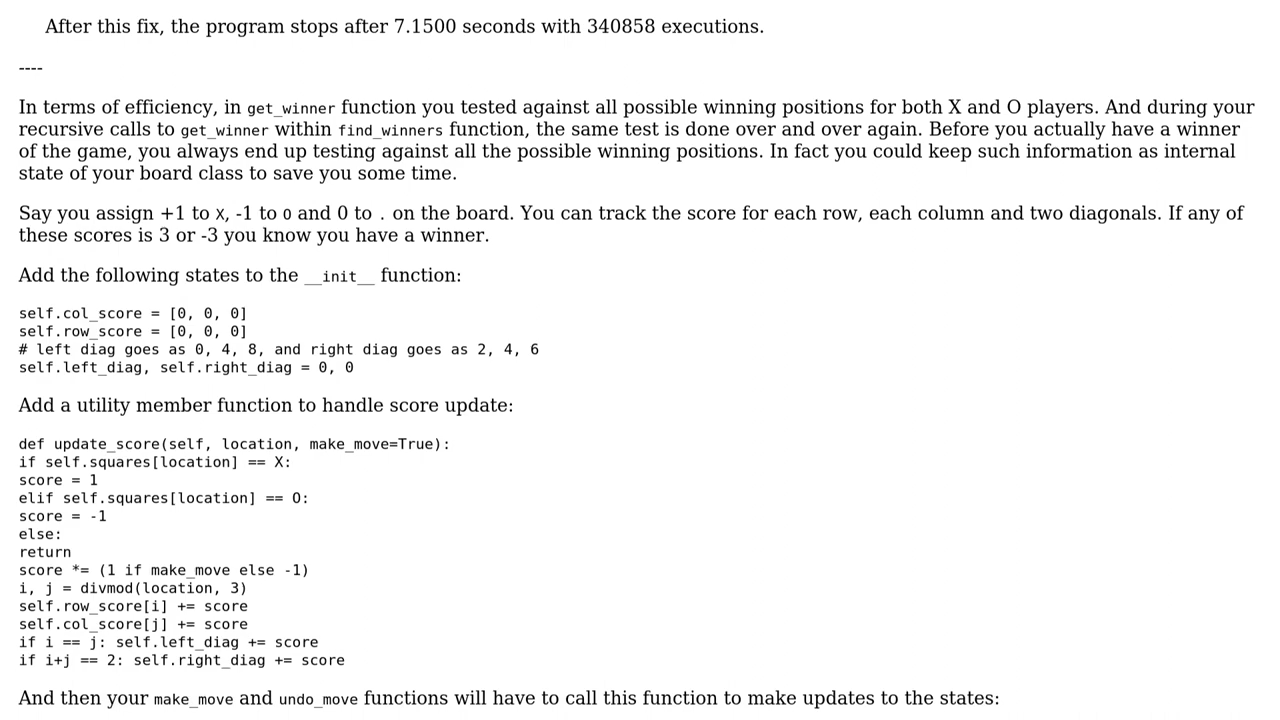 After this fix, the program stops after 7.1500 seconds with 340858 executions.
----
In terms of efficiency, in get_winner function you tested against all possible winning positions for both X and O players. And during your
recursive calls to get_winner within find_winners function, the same test is done over and over again. Before you actually have a winner
of the game, you always end up testing against all the possible winning positions. In fact you could keep such information as internal
state of your board class to save you some time.
Say you assign +1 to X, -1 to O and 0 to . on the board. You can track the score for each row, each column and two diagonals. If any of
these scores is 3 or -3 you know you have a winner.
Add the following states to the __init__ function:
self.col_score = [0, 0, 0]
self.row_score = [0, 0, 0]
# left diag goes as 0, 4, 8, and right diag goes as 2, 4, 6
self.left_diag, self.right_diag = 0, 0
Add a utility member function to handle score update:
def update_score(self, location, make_move=True):
if self.squares[location] == X:
score = 1
elif self.squares[location] == O:
score = -1
else:
return
score *= (1 if make_move else -1)
i, j = divmod(location, 3)
self.row_score[i] += score
self.col_score[j] += score
if i == j: self.left_diag += score
if i+j == 2: self.right_diag += score
And then your make_move and undo_move functions will have to call this function to make updates to the states: